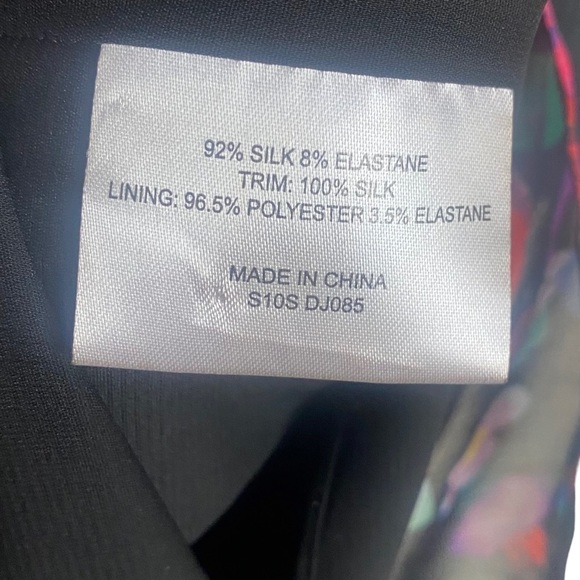 92% SILK 8% ELASTANE
TRIM: 100% SILK
LINING: 96.5% POLYESTER 3.5% ELASTANE
MADE IN CHINA
S10S DJ085